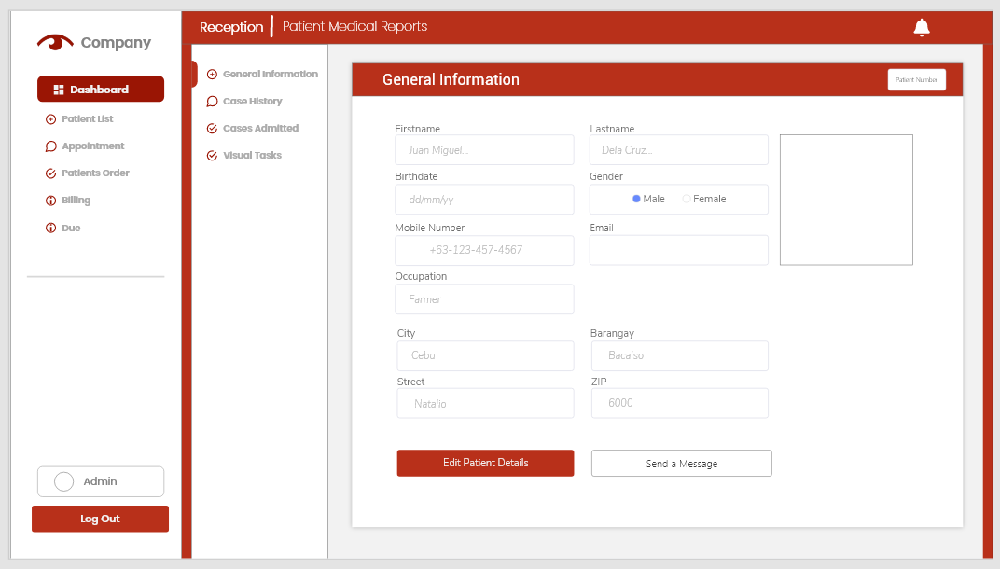 Company
Dashboard
Patient List
Appointment
Patients Order
Billing
Due
Admin
Log Out
Reception | Patient Medical Reports
General Information
Case History
Cases Admitted
Visual Tasks
General Information
Patient Number
Firstname
Lastname
Juan Miguel...
Dela Cruz...
Birthdate
Gender
dd/mm/yy
Male
Female
Mobile Number
Email
+63-123-457-4567
Occupation
Farmer
City
Barangay
Cebu
Bacalso
Street
ZIP
Natalio
6000
Edit Patient Details
Send a Message